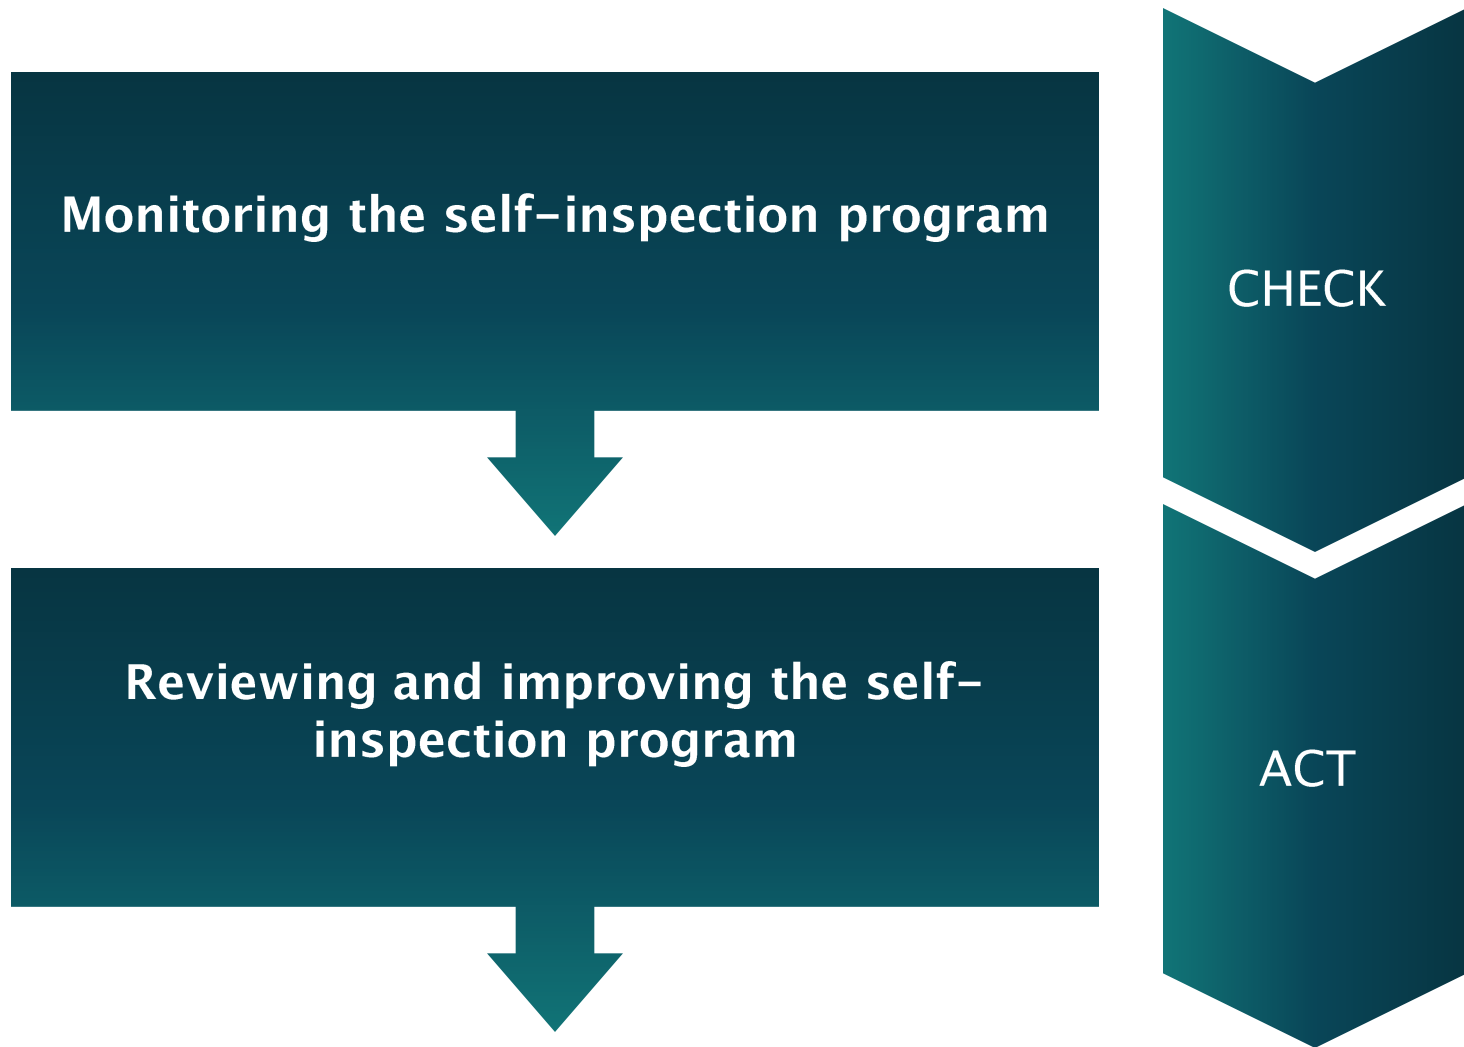 Monitoring the self-inspection program
CHECK
Reviewing and improving the self-
inspection program
ACT